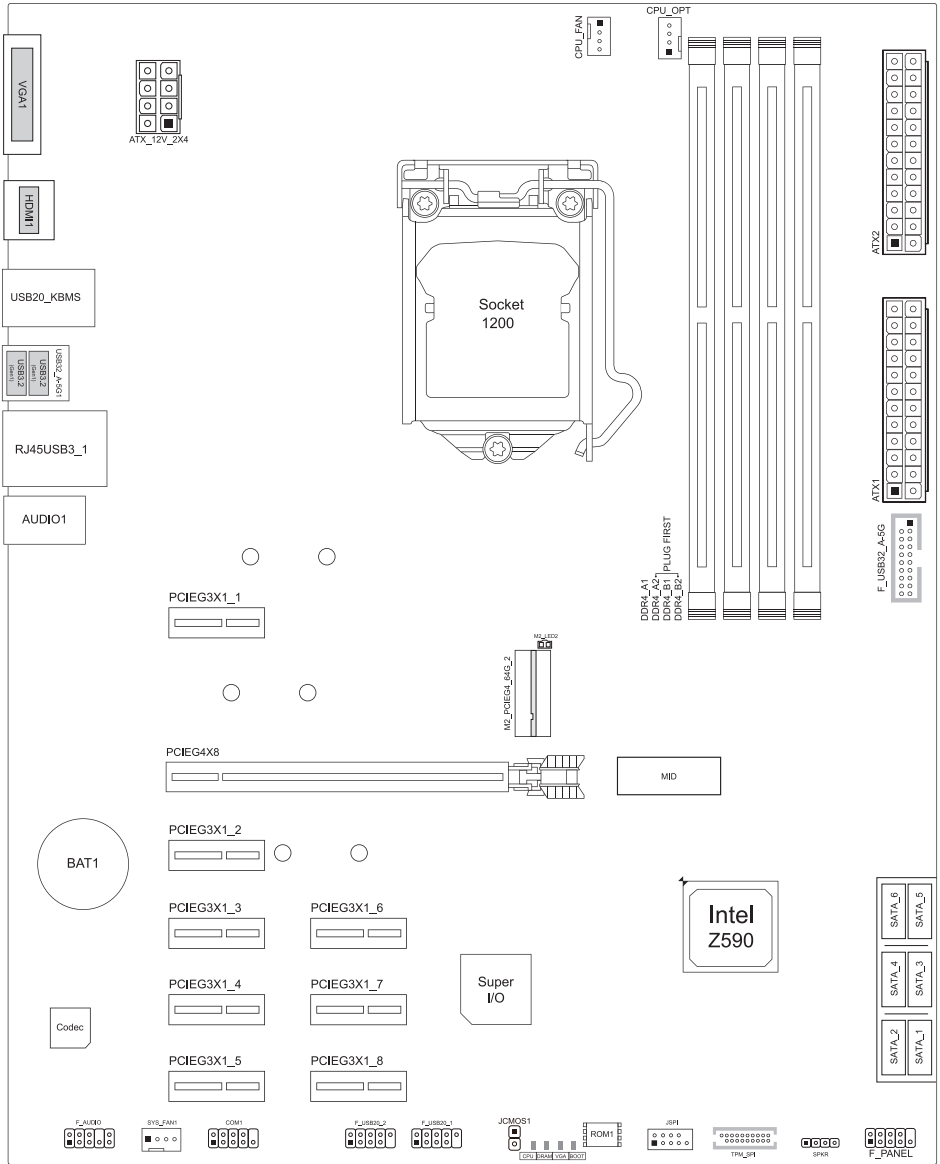 CPU_OPT
CPU_FAN
VGA1
ATX_12V_2X4
HDMI1
ATX2
USB20_KBMS
Socket
1200
USB32_A-5G1
USB3.2
(Gen1)
USB3.2
(Gen1)
RJ45USB3_1
AUDIO1
ATX1
F_USB32_A-5G
PLUG FIRST
DDR4_A1
DDR4_A2
DDR4_B1
DDR4_B2
PCIEG3X1_1
M2_LED2
M2_PCIEG4_64G_2
PCIEG4X8
MID
PCIEG3X1_2
BAT1
PCIEG3X1_3
PCIEG3X1_6
Intel
Z590
SATA_6
SATA_5
PCIEG3X1_4
PCIEG3X1_7
Super
I/O
SATA_4
SATA_3
Codec
PCIEG3X1_5
PCIEG3X1_8
SATA_2
SATA_1
F_AUDIO
SYS_FAN1
COM1
F_USB20_2
F_USB20_1
JCMOS1
CPU DRAM VGA BOOT
ROM1
JSPI
TPM_SPI
SPKR
F_PANEL